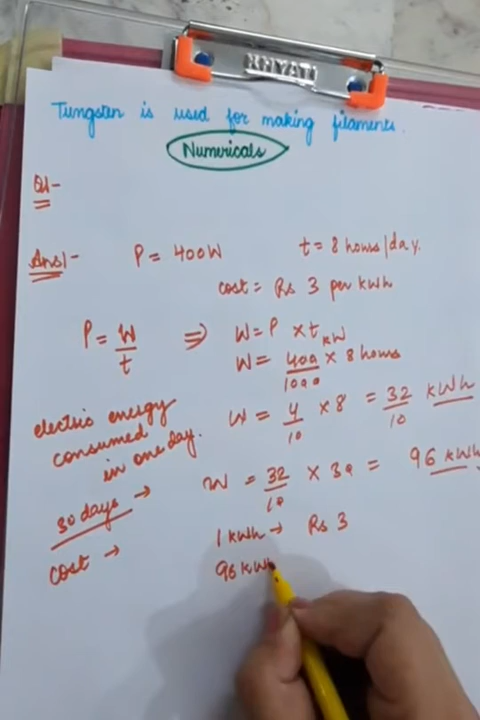 KHYATI
Tungsten is used for making filaments.
Numericals
Q1-
Ans1- P = 400W t = 8 hours/day.
cost = Rs 3 per kWh
P = W/t ⇒ W = P × t
W = 400/1000 kW × 8 hours
W = 4/10 × 8 = 32/10 kWh
electric energy
consumed
in one day.
30 days → W = 32/10 × 30 = 96 kWh
cost → 1 kWh → Rs 3
96 kWh